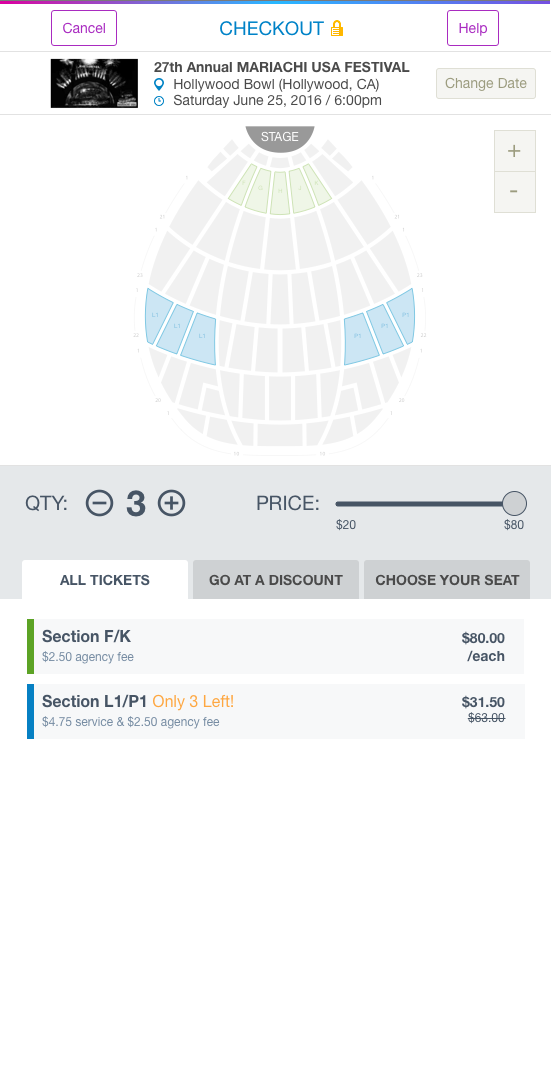 Cancel
CHECKOUT
Help
27th Annual MARIACHI USA FESTIVAL
Hollywood Bowl (Hollywood, CA)
Saturday June 25, 2016 / 6:00pm
Change Date
STAGE
+
-
L1
L1
L1
P1
P1
P1
QTY:
3
PRICE:
$20
$80
ALL TICKETS
GO AT A DISCOUNT
CHOOSE YOUR SEAT
Section F/K
$80.00
$2.50 agency fee
/each
Section L1/P1 Only 3 Left!
$31.50
$4.75 service & $2.50 agency fee
$63.00